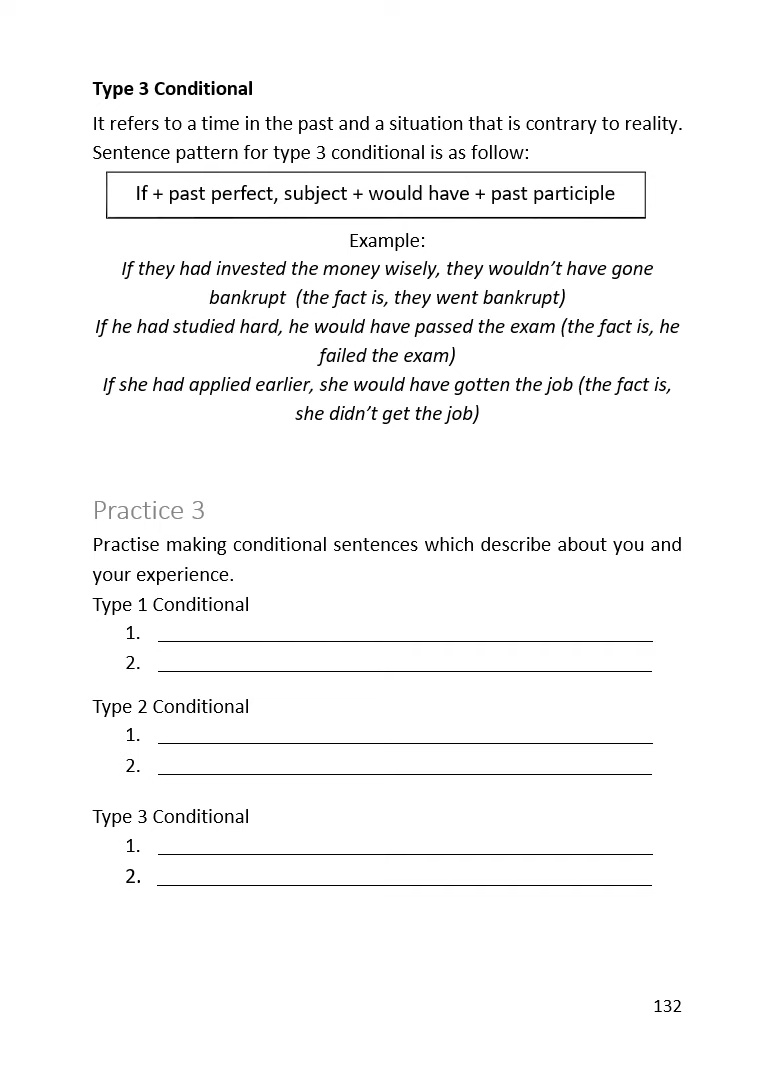 Type 3 Conditional
It refers to a time in the past and a situation that is contrary to reality.
Sentence pattern for type 3 conditional is as follow:
If + past perfect, subject + would have + past participle
Example:
If they had invested the money wisely, they wouldn’t have gone
bankrupt  (the fact is, they went bankrupt)
If he had studied hard, he would have passed the exam (the fact is, he
failed the exam)
If she had applied earlier, she would have gotten the job (the fact is,
she didn’t get the job)
Practice 3
Practise making conditional sentences which describe about you and
your experience.
Type 1 Conditional
1.
2.
Type 2 Conditional
1.
2.
Type 3 Conditional
1.
2.
132